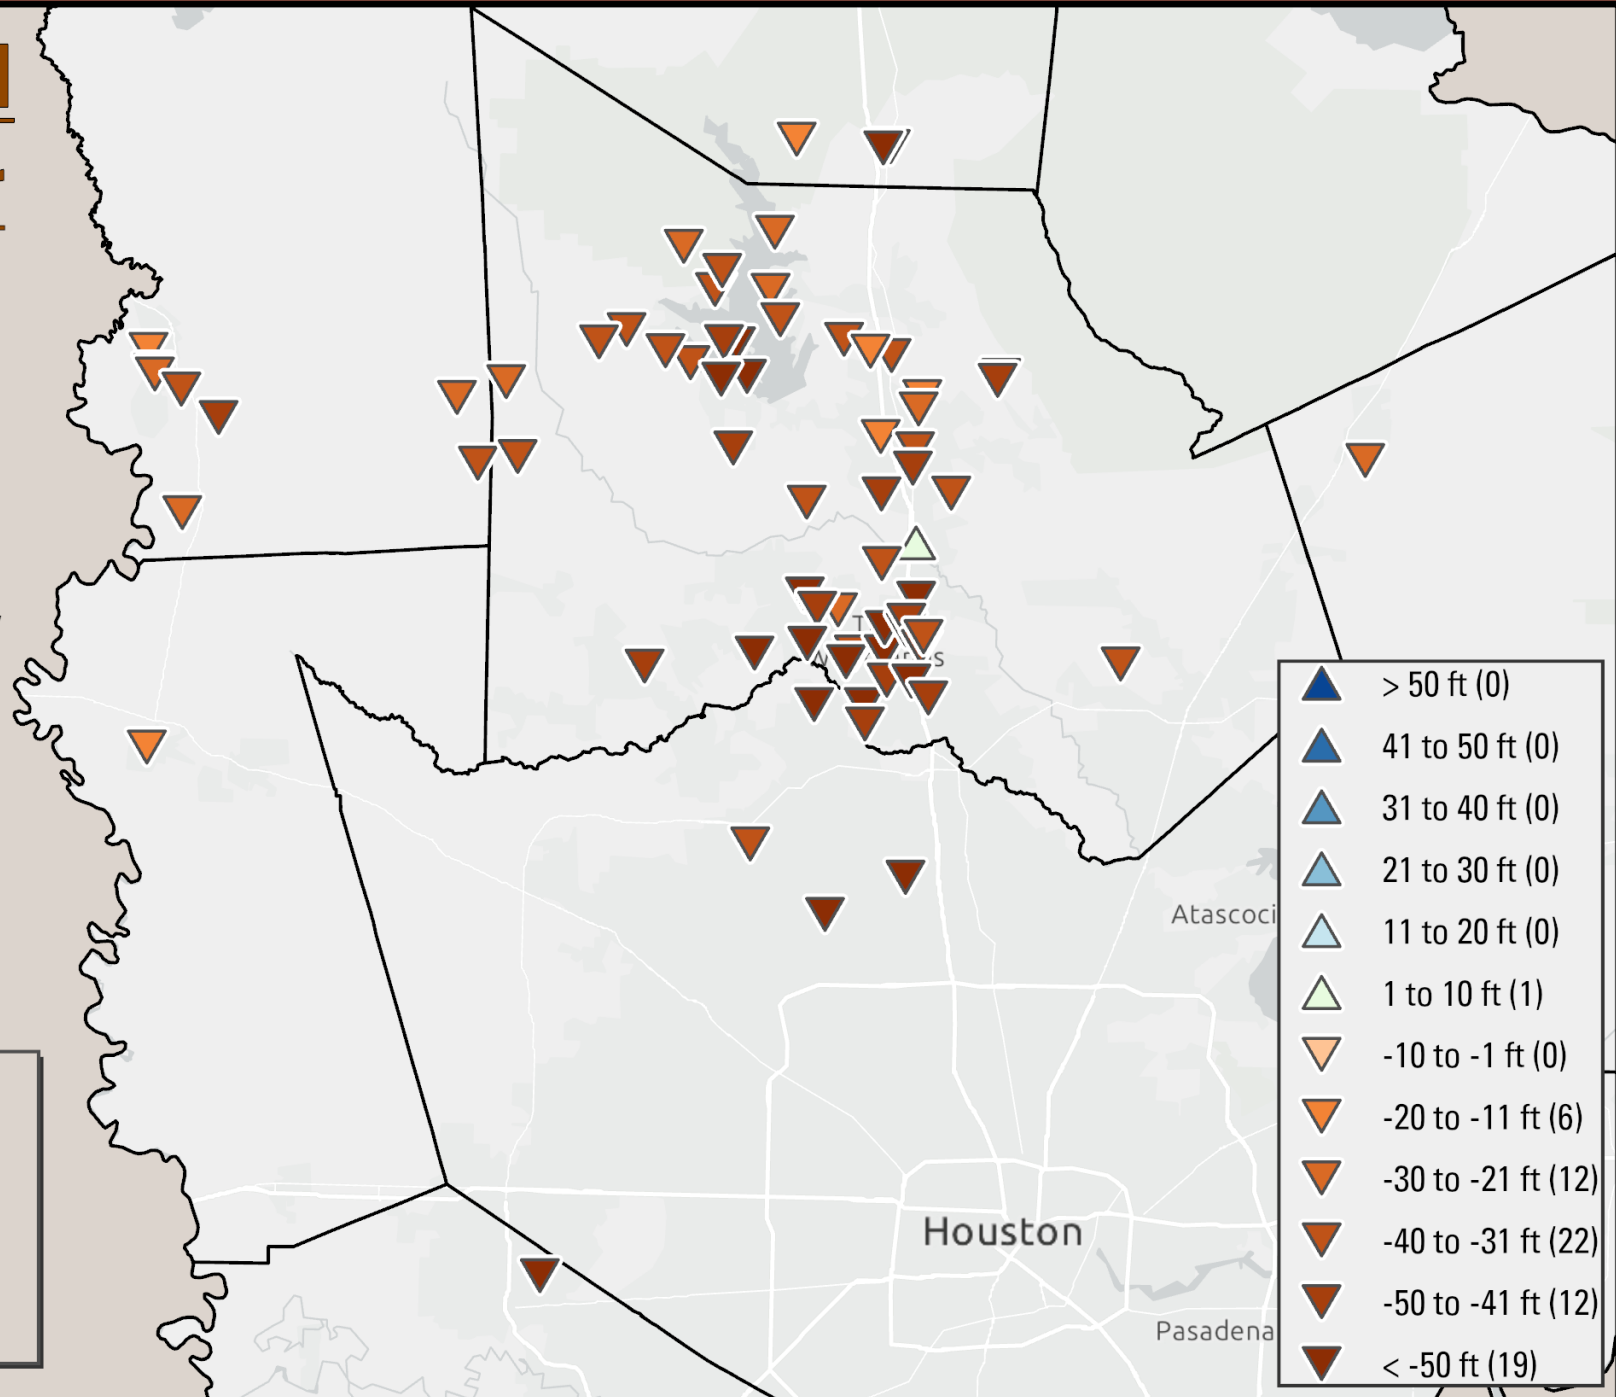 > 50 ft (0)
41 to 50 ft (0)
31 to 40 ft (0)
21 to 30 ft (0)
Atascoci
11 to 20 ft (0)
1 to 10 ft (1)
-10 to -1 ft (0)
-20 to -11 ft (6)
-30 to -21 ft (12)
Houston
-40 to -31 ft (22)
-50 to -41 ft (12)
Pasadena
< -50 ft (19)